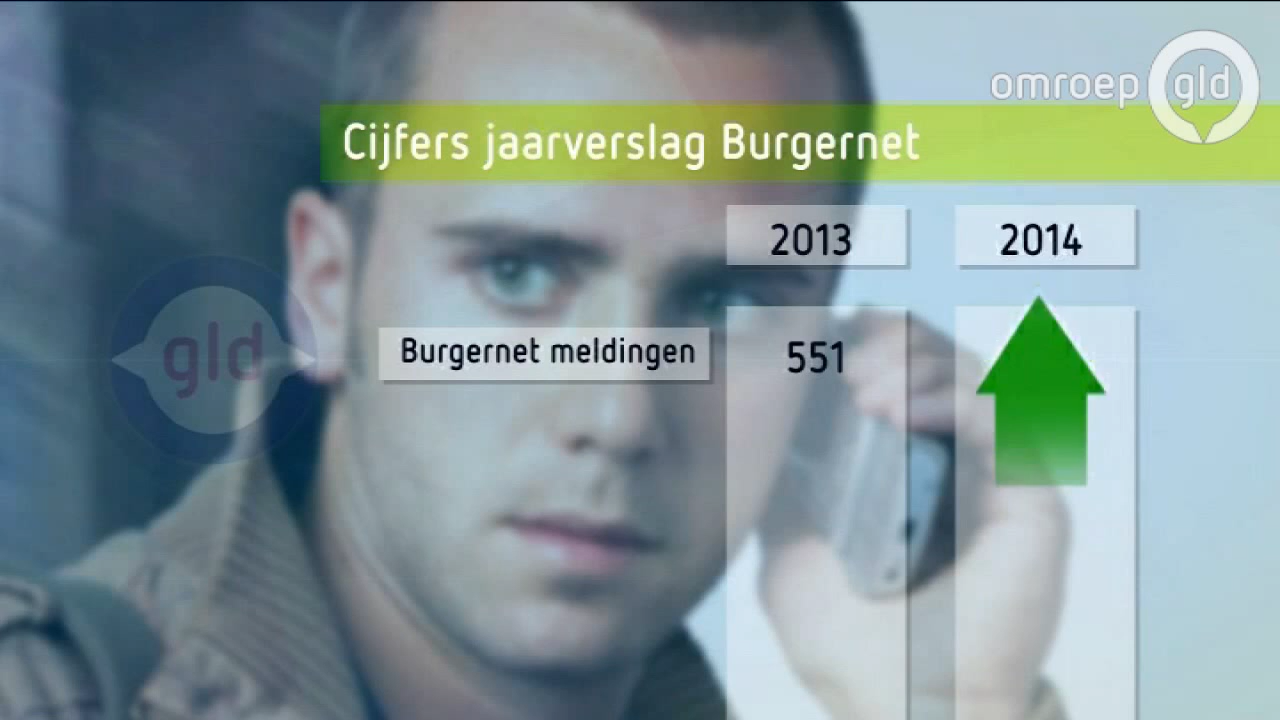 omroep gld
Cijfers jaarverslag Burgernet
2013 2014
gld
Burgernet meldingen 551